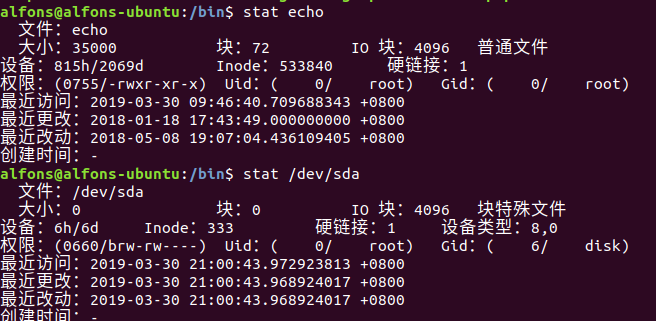 alfons@alfons-ubuntu:/bin$ stat echo
文件：echo
大小：35000 块：72 IO 块：4096 普通文件
设备：815h/2069d Inode：533840 硬链接：1
权限：(0755/-rwxr-xr-x) Uid：( 0/ root) Gid：( 0/ root)
最近访问：2019-03-30 09:46:40.709688343 +0800
最近更改：2018-01-18 17:43:49.000000000 +0800
最近改动：2018-05-08 19:07:04.436109405 +0800
创建时间：-
alfons@alfons-ubuntu:/bin$ stat /dev/sda
文件：/dev/sda
大小：0 块：0 IO 块：4096 块特殊文件
设备：6h/6d Inode：333 硬链接：1 设备类型：8,0
权限：(0660/brw-rw----) Uid：( 0/ root) Gid：( 6/ disk)
最近访问：2019-03-30 21:00:43.972923813 +0800
最近更改：2019-03-30 21:00:43.968924017 +0800
最近改动：2019-03-30 21:00:43.968924017 +0800
创建时间：-